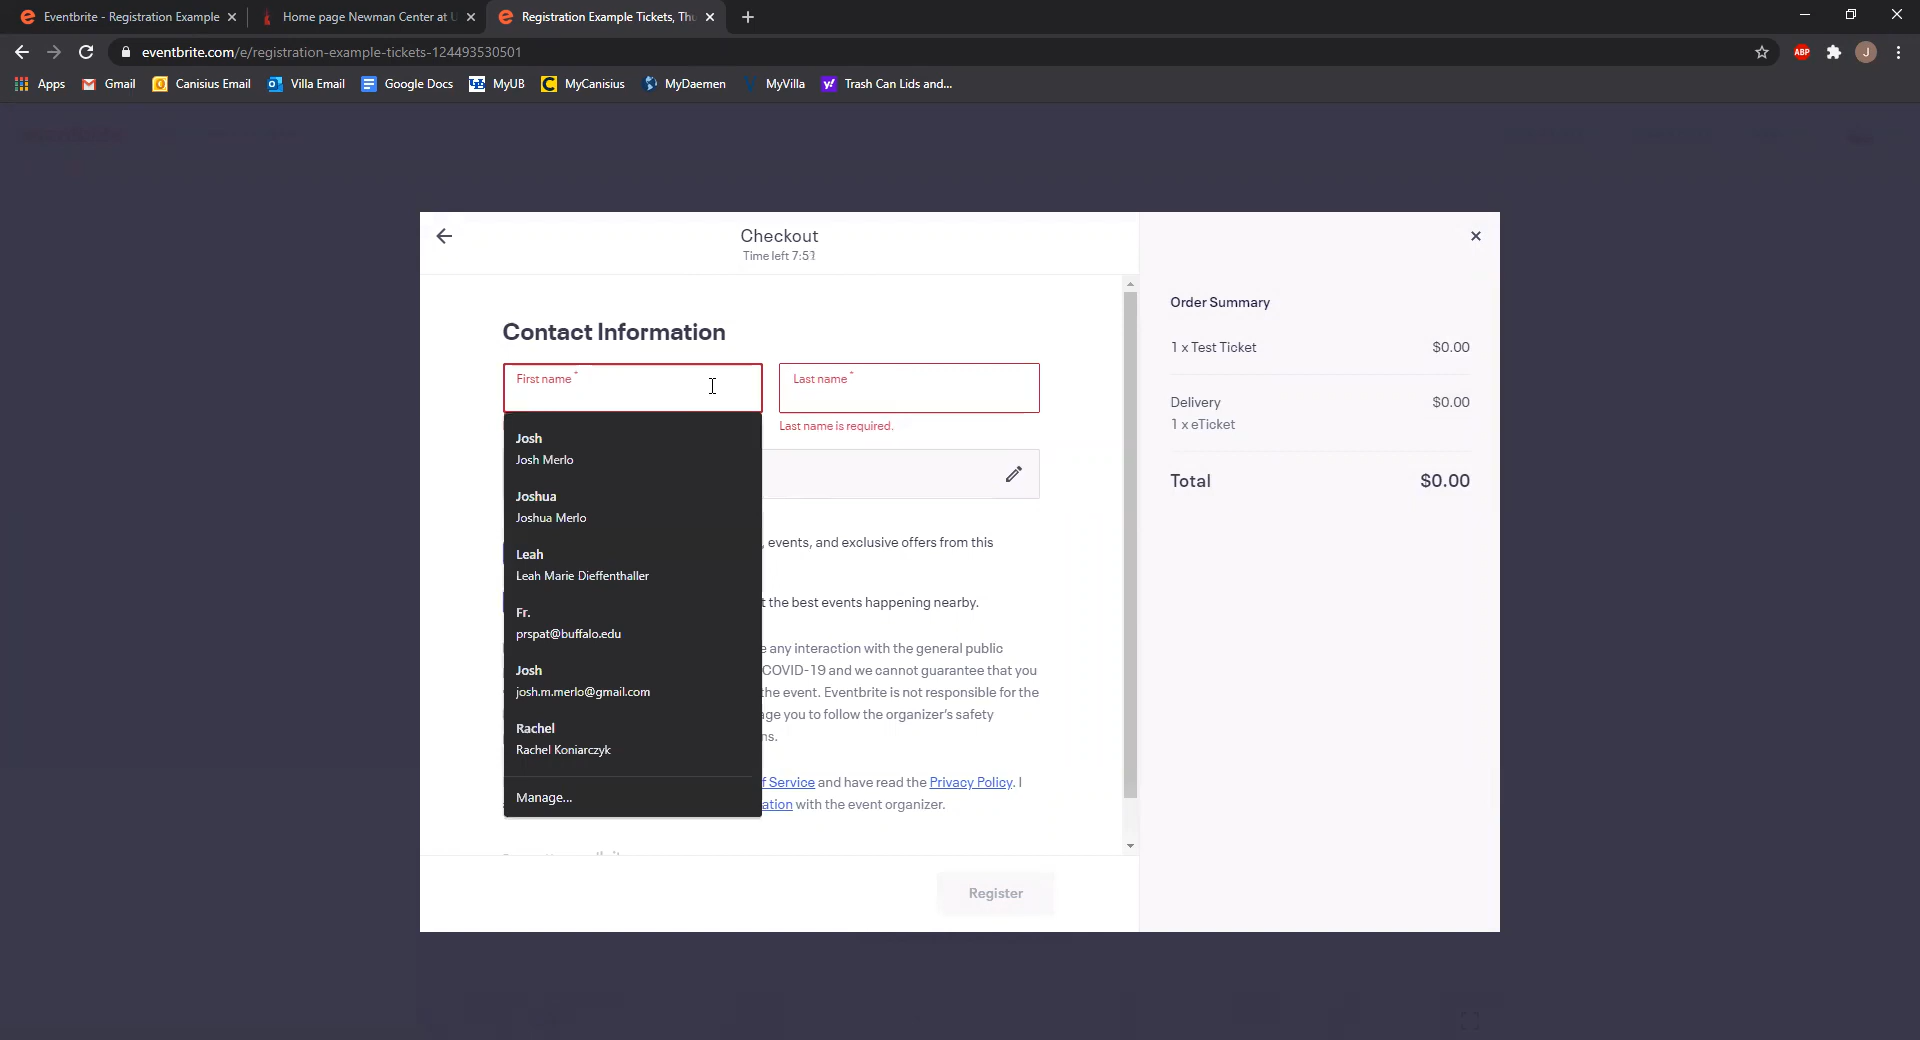 Eventbrite - Registration Example
Home page Newman Center at U
Registration Example Tickets, Thu
eventbrite.com/e/registration-example-tickets-124493530501
ABP
J
Apps
Gmail
Canisius Email
Villa Email
Google Docs
MyUB
MyCanisius
MyDaemen
MyVilla
Trash Can Lids and...
Checkout
Time left 7:51
Contact Information
First name *
Last name *
Last name is required.
Josh
Josh Merlo
Joshua
Joshua Merlo
Leah
Leah Marie Dieffenthaller
Fr.
prspat@buffalo.edu
Josh
josh.m.merlo@gmail.com
Rachel
Rachel Koniarczyk
Manage...
, events, and exclusive offers from this
t the best events happening nearby.
e any interaction with the general public
COVID-19 and we cannot guarantee that you
the event. Eventbrite is not responsible for the
age you to follow the organizer's safety
ns.
f Service and have read the Privacy Policy. I
ation with the event organizer.
Register
Order Summary
1 x Test Ticket $0.00
Delivery $0.00
1 x eTicket
Total $0.00